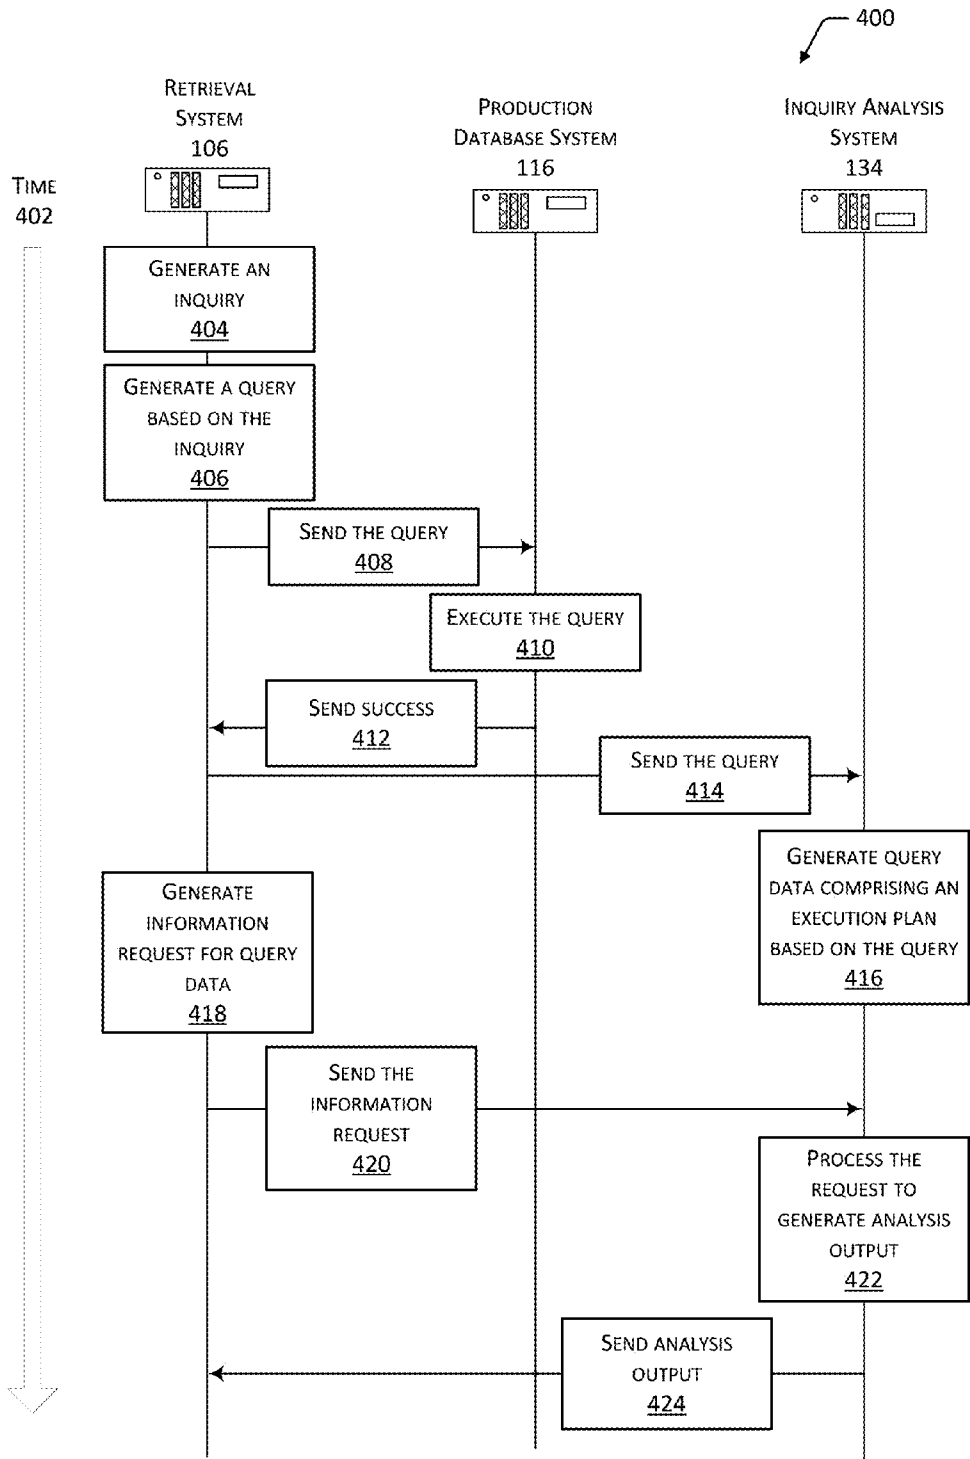 400
RETRIEVAL
SYSTEM
106
PRODUCTION
DATABASE SYSTEM
116
INQUIRY ANALYSIS
SYSTEM
134
TIME
402
GENERATE AN
INQUIRY
404
GENERATE A QUERY
BASED ON THE
INQUIRY
406
SEND THE QUERY
408
EXECUTE THE QUERY
410
SEND SUCCESS
412
SEND THE QUERY
414
GENERATE QUERY
DATA COMPRISING AN
EXECUTION PLAN
BASED ON THE QUERY
416
GENERATE
INFORMATION
REQUEST FOR QUERY
DATA
418
SEND THE
INFORMATION
REQUEST
420
PROCESS THE
REQUEST TO
GENERATE ANALYSIS
OUTPUT
422
SEND ANALYSIS
OUTPUT
424